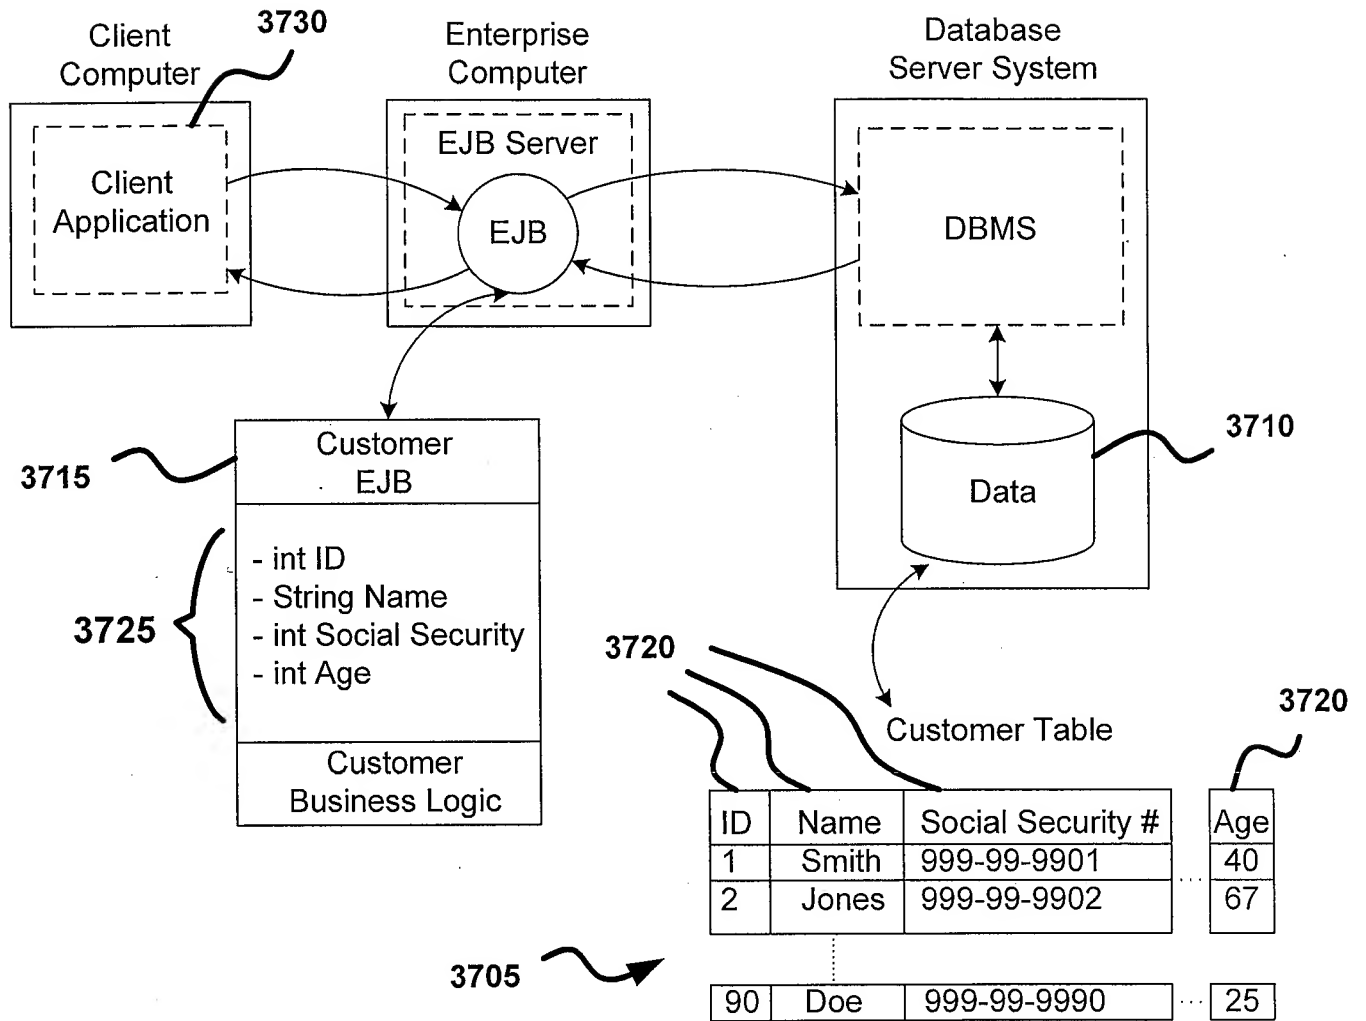 3730
Client
Computer
Enterprise
Computer
Database
Server System
Client
Application
EJB Server
EJB
DBMS
Data
3710
3715
Customer
EJB
- int ID
- String Name
- int Social Security
- int Age
3725
Customer
Business Logic
3720
3720
Customer Table
ID Name Social Security # Age
1 Smith 999-99-9901 ... 40
2 Jones 999-99-9902 67
3705
90 Doe 999-99-9990 ... 25